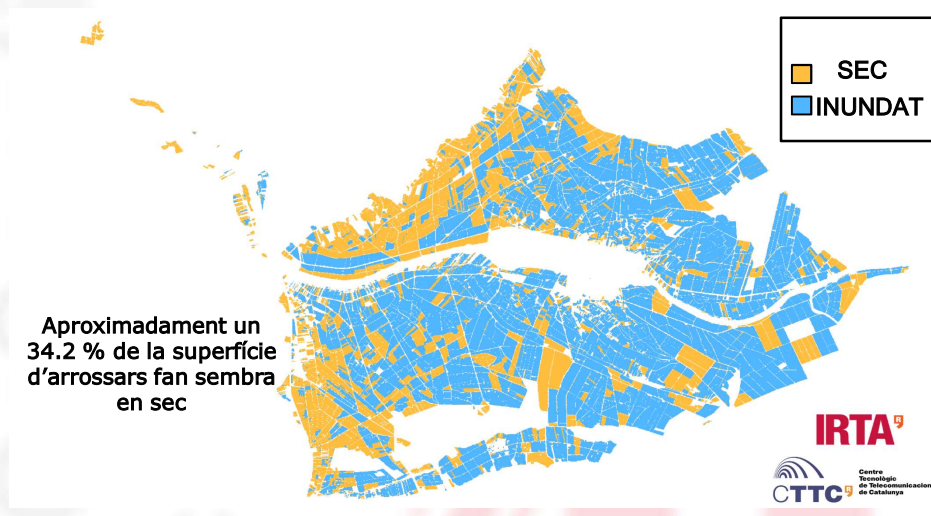 SEC
INUNDAT
Aproximadament un
34.2 % de la superfície
d'arrossars fan sembra
en sec
IRTA
R
CTTC
R
Centre
Tecnològic
de Telecomunicacions
de Catalunya